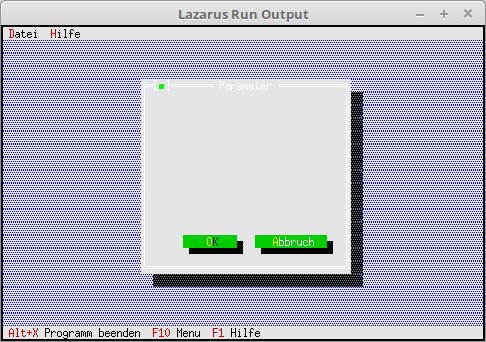 Lazarus Run Output
Datei Hilfe
Parameter
OK Abbruch
Alt+X Programm beenden F10 Menu F1 Hilfe